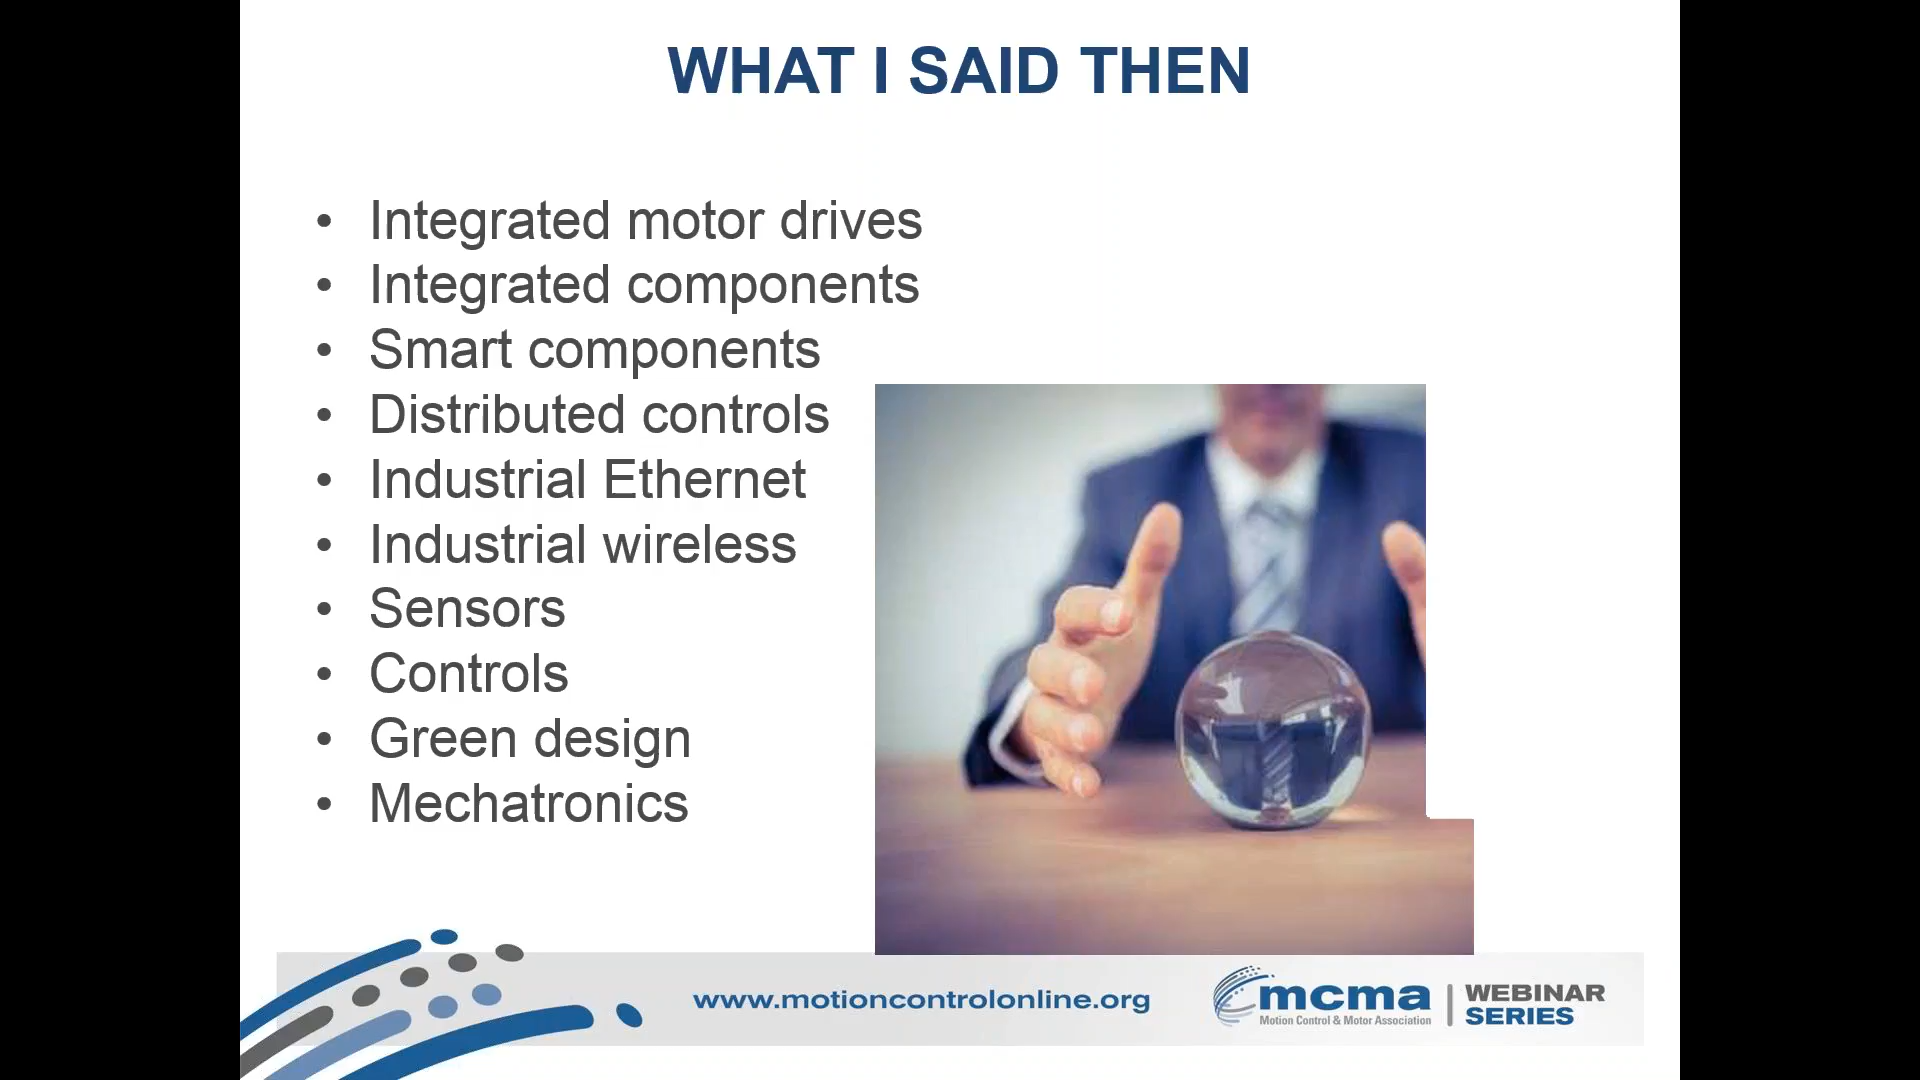 WHAT I SAID THEN
• Integrated motor drives
• Integrated components
• Smart components
• Distributed controls
• Industrial Ethernet
• Industrial wireless
• Sensors
• Controls
• Green design
• Mechatronics
www.motioncontrolonline.org
mcma
Motion Control & Motor Association
WEBINAR
SERIES